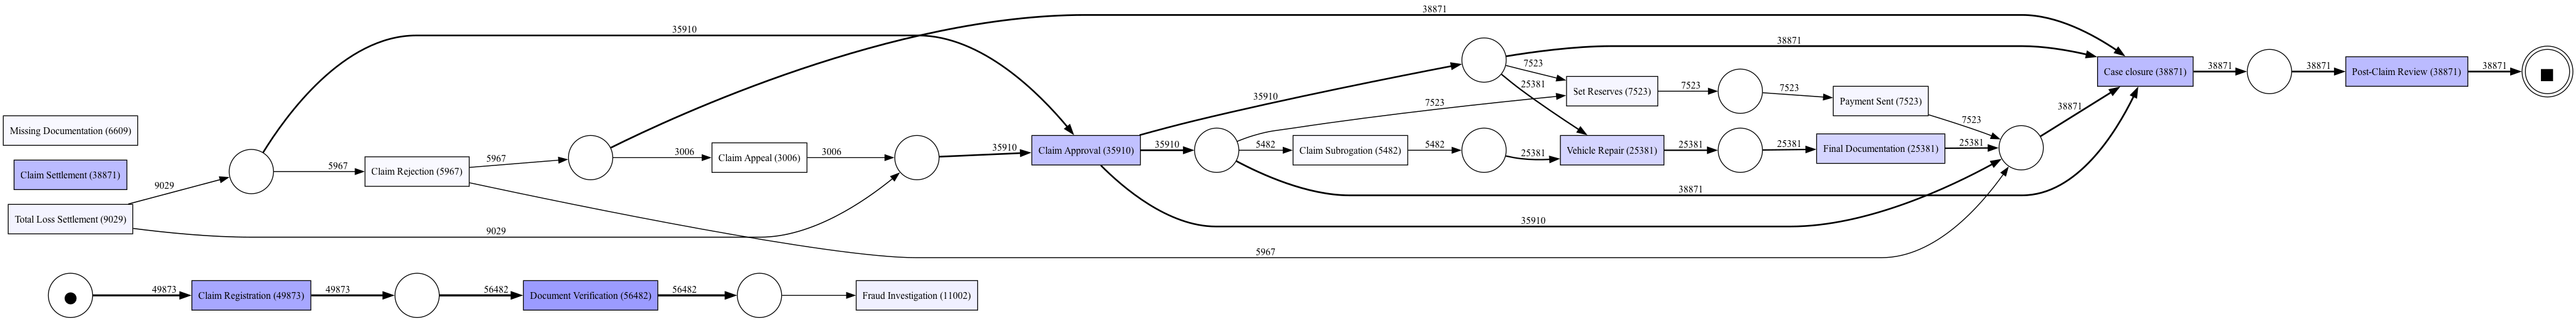 38871
35910
38871
7523
25381
Set Reserves (7523)
7523
7523
Payment Sent (7523)
7523
38871
Case closure (38871)
38871
38871
Post-Claim Review (38871)
38871
Missing Documentation (6609)
Claim Settlement (38871)
Total Loss Settlement (9029)
9029
9029
5967
Claim Rejection (5967)
5967
3006
Claim Appeal (3006)
3006
35910
Claim Approval (35910)
35910
35910
7523
5482
Claim Subrogation (5482)
5482
25381
Vehicle Repair (25381)
25381
25381
Final Documentation (25381)
25381
38871
35910
5967
49873
Claim Registration (49873)
49873
56482
Document Verification (56482)
56482
Fraud Investigation (11002)